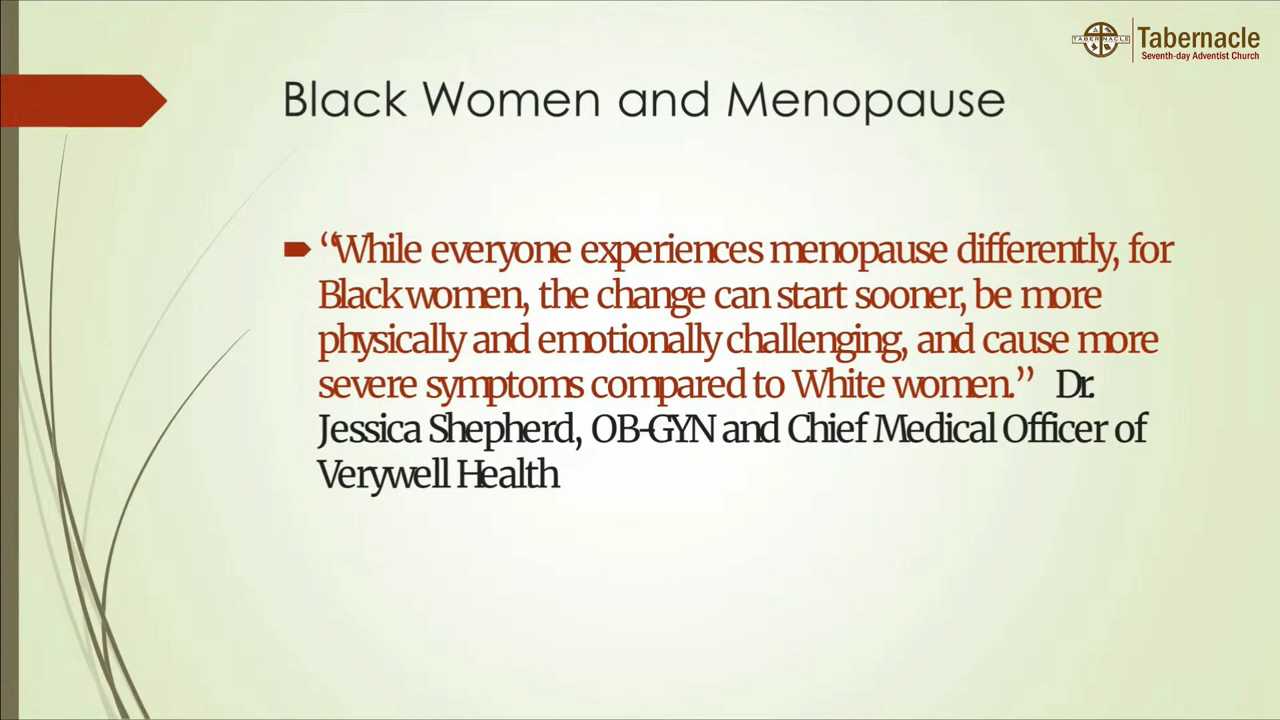 TABERNACLE
Tabernacle
Seventh-day Adventist Church
Black Women and Menopause
“While everyone experiences menopause differently, for
Black women, the change can start sooner, be more
physically and emotionally challenging, and cause more
severe symptoms compared to White women.” Dr.
Jessica Shepherd, OB-GYN and Chief Medical Officer of
Verywell Health